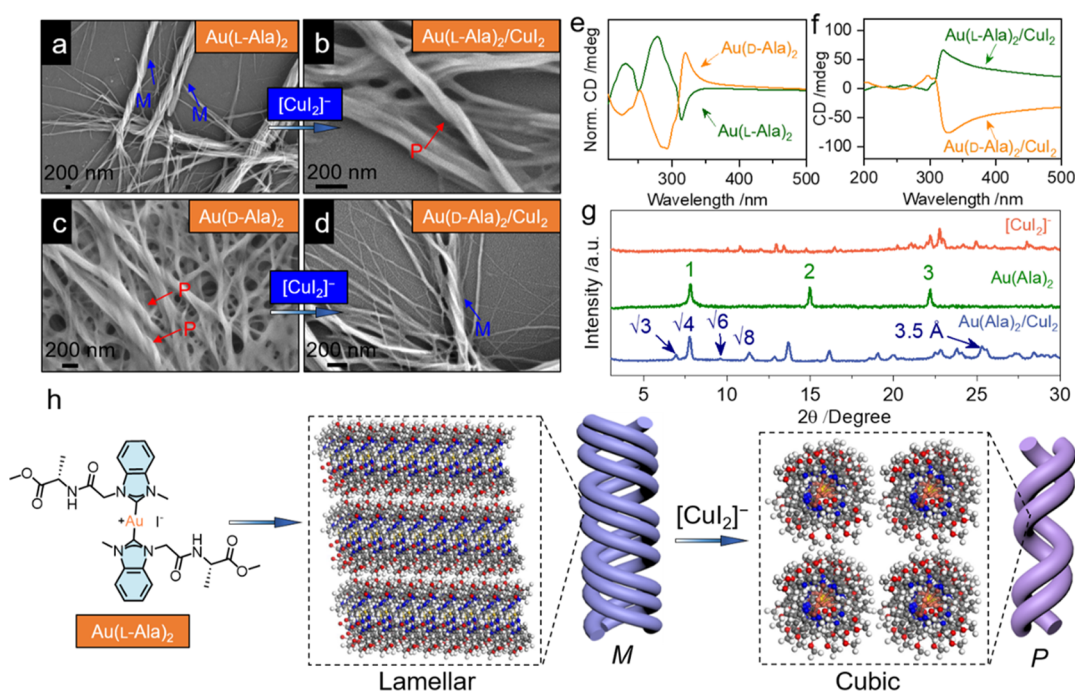 a
Au(L-Ala)₂
M
M
200 nm
[CuI₂]⁻
b
Au(L-Ala)₂/CuI₂
P
200 nm
c
Au(D-Ala)₂
P
P
200 nm
[CuI₂]⁻
d
Au(D-Ala)₂/CuI₂
M
200 nm
e
Norm. CD /mdeg
Au(D-Ala)₂
Au(L-Ala)₂
200 300 400 500
Wavelength /nm
f
CD /mdeg
100
50
0
-50
-100
Au(L-Ala)₂/CuI₂
Au(D-Ala)₂/CuI₂
200 300 400 500
Wavelength /nm
g
Intensity /a.u.
[CuI₂]⁻
1 2 3
Au(Ala)₂
√3 √4 √6 √8
3.5 Å
Au(Ala)₂/CuI₂
5 10 15 20 25 30
2θ /Degree
h
O
O
O
N
H
N
N
+Au I⁻
N
N
O
H
N
O
O
Au(L-Ala)₂
Lamellar
M
[CuI₂]⁻
Cubic
P